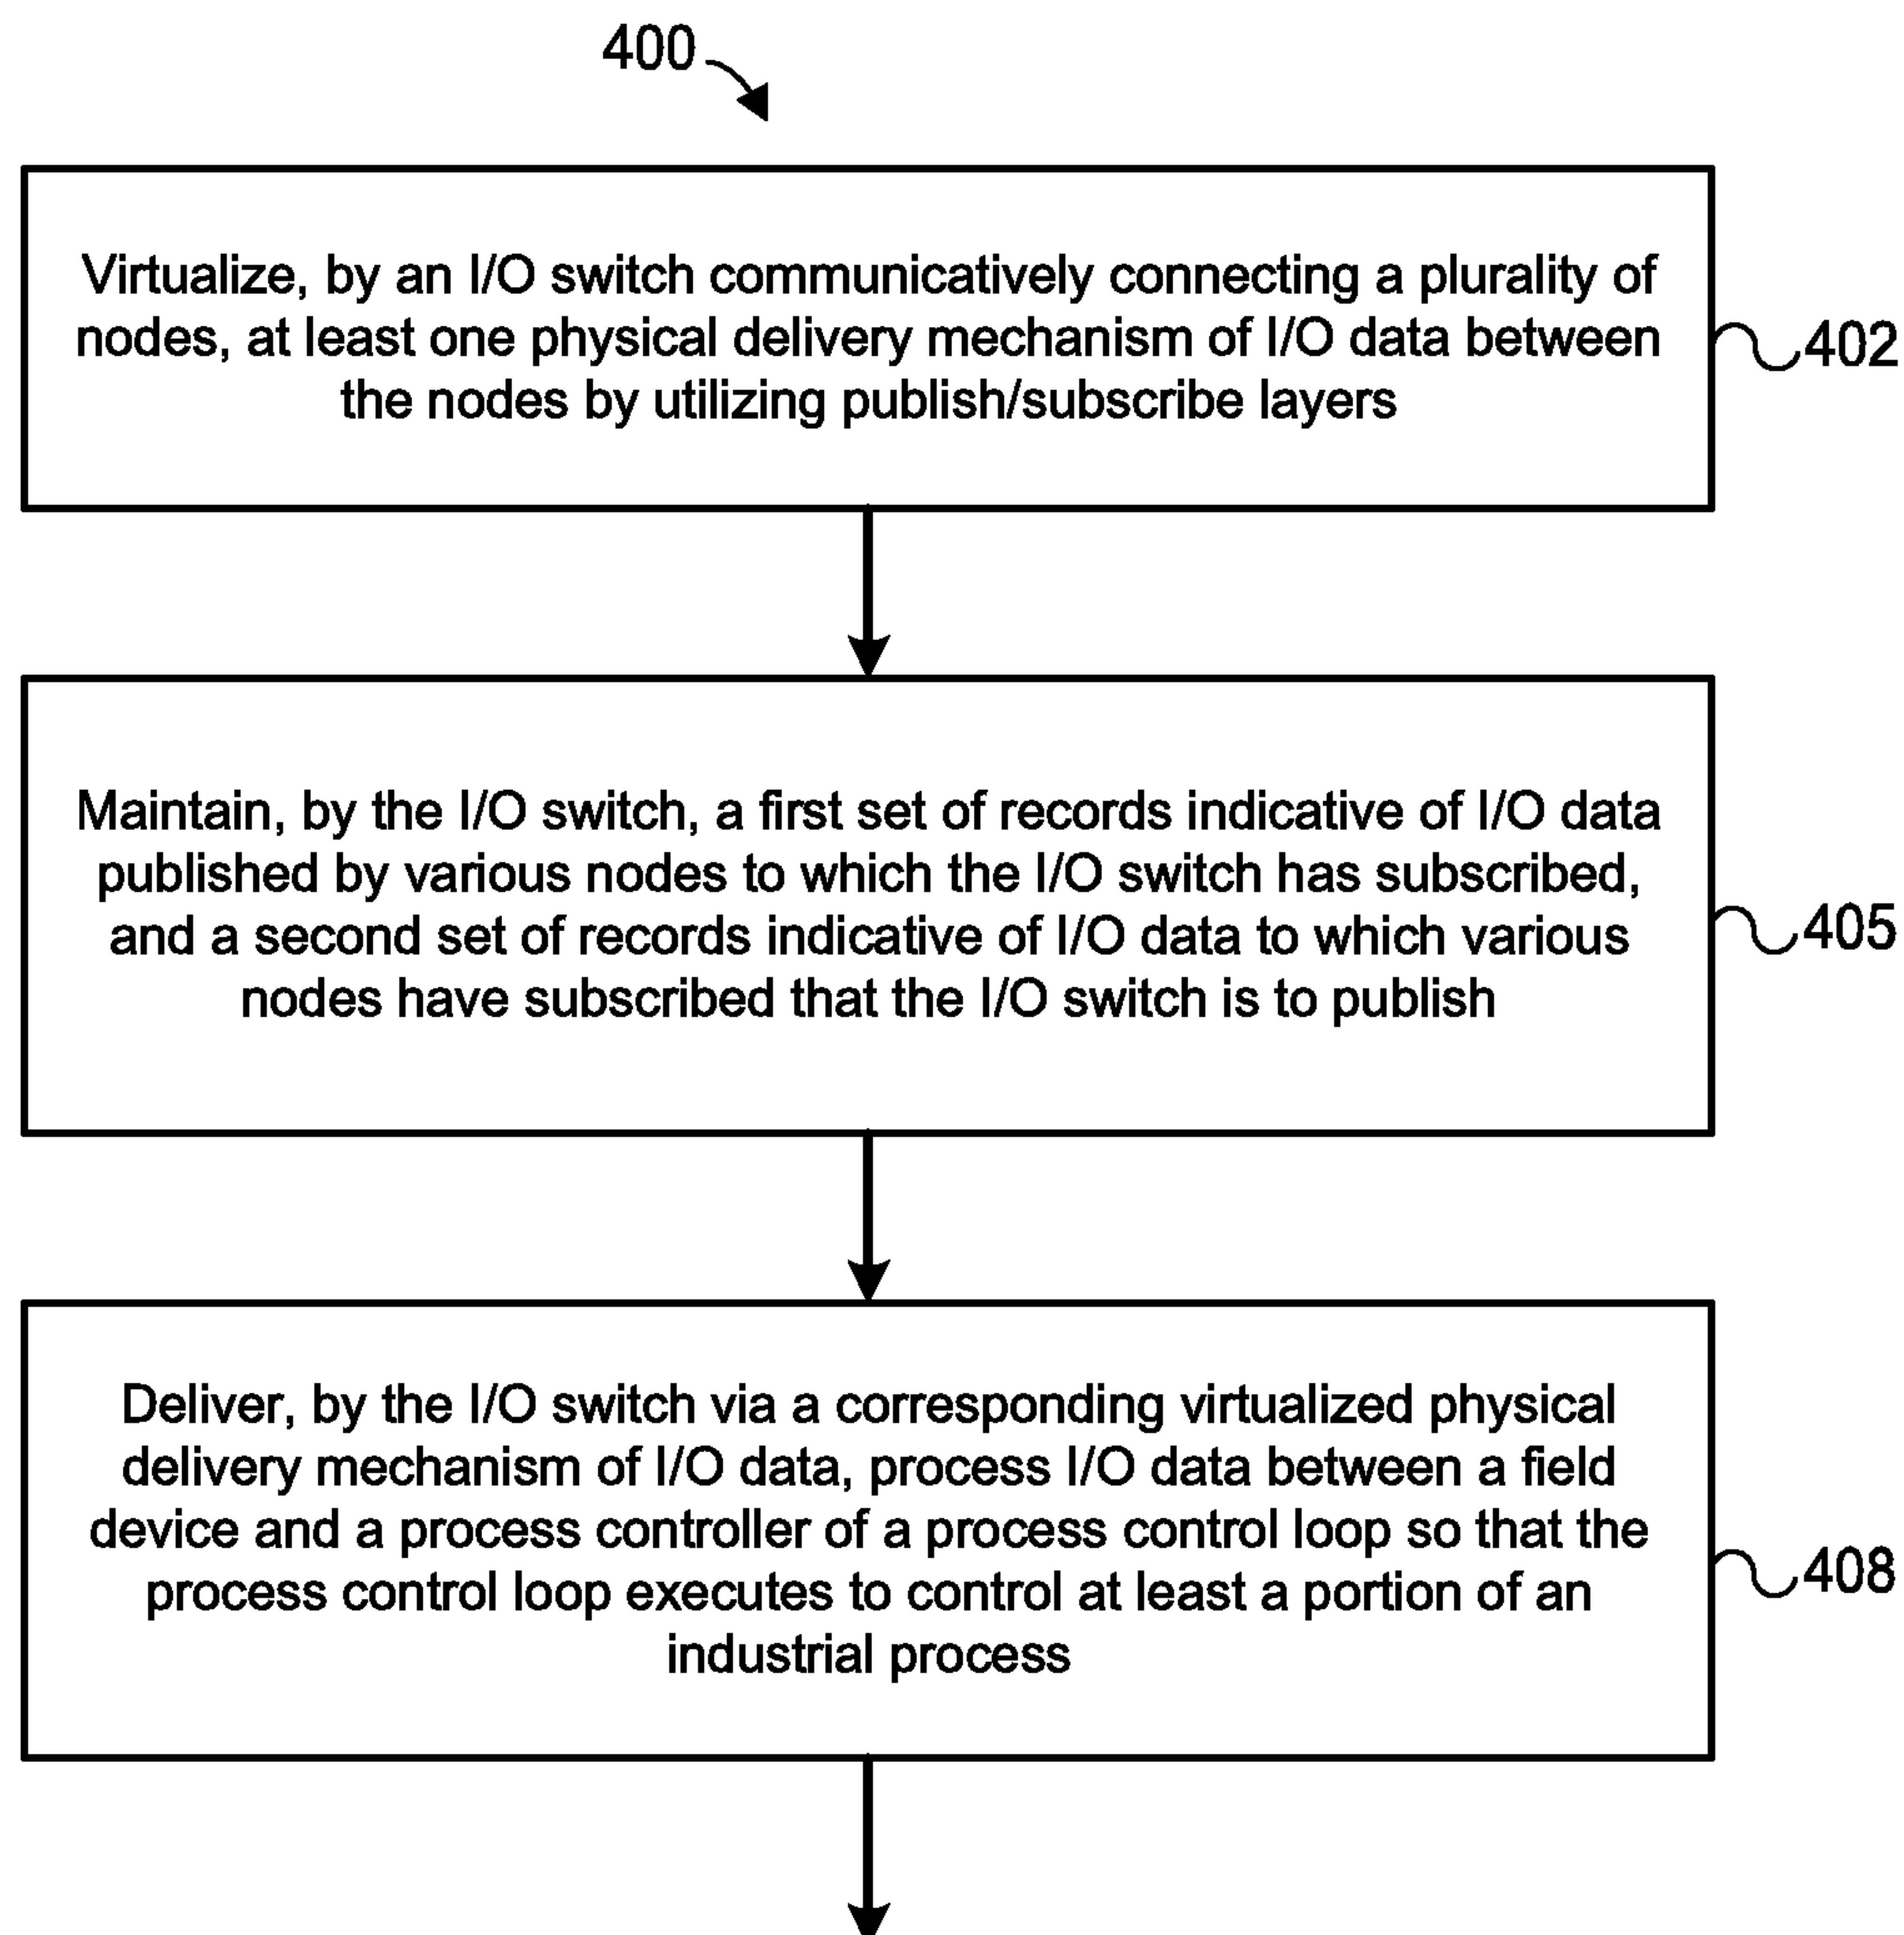 400
Virtualize, by an I/O switch communicatively connecting a plurality of
nodes, at least one physical delivery mechanism of I/O data between
the nodes by utilizing publish/subscribe layers
402
Maintain, by the I/O switch, a first set of records indicative of I/O data
published by various nodes to which the I/O switch has subscribed,
and a second set of records indicative of I/O data to which various
nodes have subscribed that the I/O switch is to publish
405
Deliver, by the I/O switch via a corresponding virtualized physical
delivery mechanism of I/O data, process I/O data between a field
device and a process controller of a process control loop so that the
process control loop executes to control at least a portion of an
industrial process
408